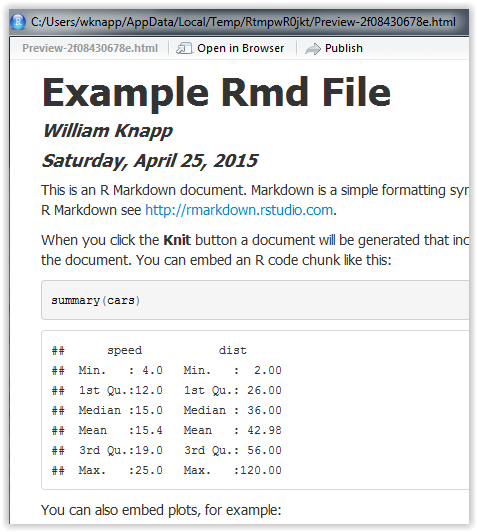 C:/Users/wknapp/AppData/Local/Temp/RtmpwR0jkt/Preview-2f08430678e.html
Preview-2f08430678e.html Open in Browser Publish
Example Rmd File
William Knapp
Saturday, April 25, 2015
This is an R Markdown document. Markdown is a simple formatting syn
R Markdown see http://rmarkdown.rstudio.com.
When you click the Knit button a document will be generated that inc
the document. You can embed an R code chunk like this:
summary(cars)
##      speed           dist
##  Min.   : 4.0   Min.   :  2.00
##  1st Qu.:12.0   1st Qu.: 26.00
##  Median :15.0   Median : 36.00
##  Mean   :15.4   Mean   : 42.98
##  3rd Qu.:19.0   3rd Qu.: 56.00
##  Max.   :25.0   Max.   :120.00
You can also embed plots, for example: